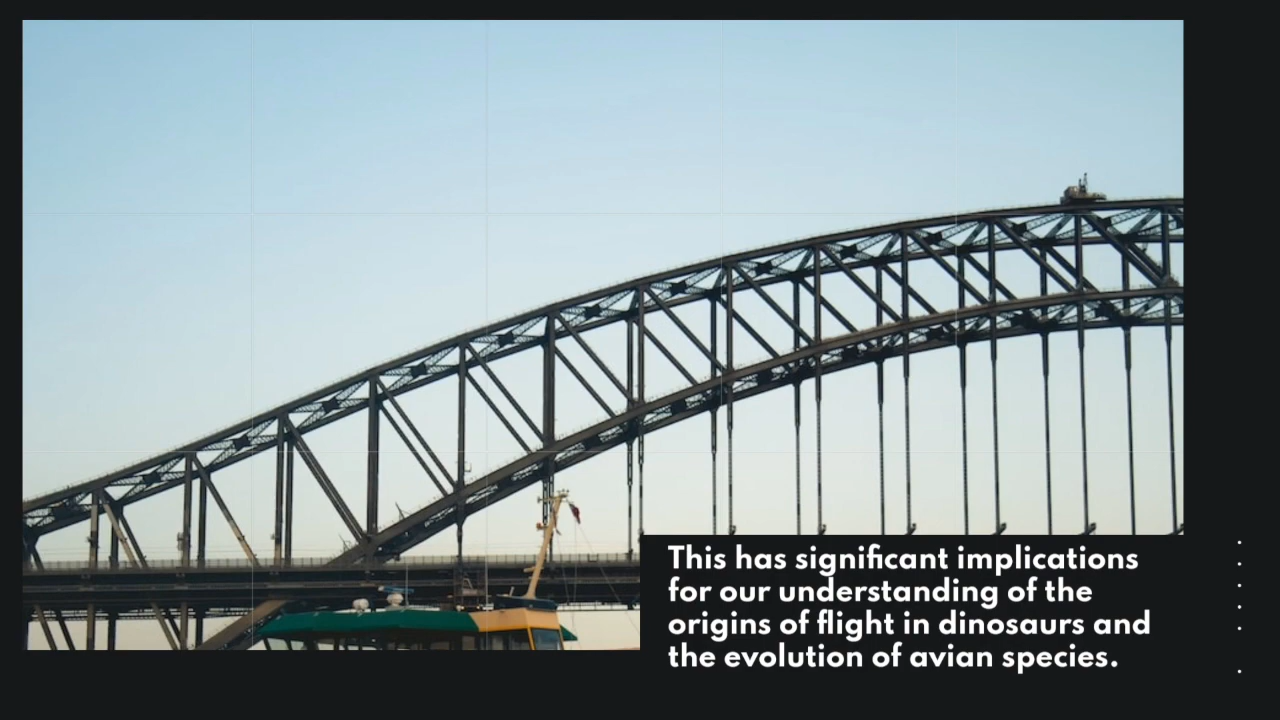 This has significant implications
for our understanding of the
origins of flight in dinosaurs and
the evolution of avian species.